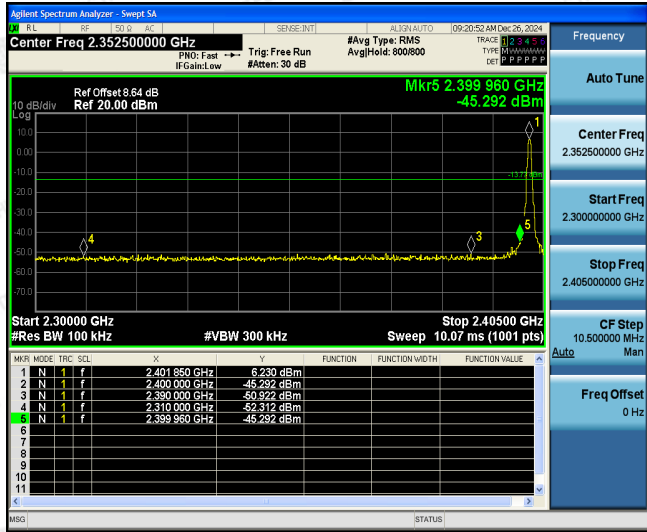 Agilent Spectrum Analyzer - Swept SA
LXI RL RF 50 Ω AC SENSE:INT ALIGN AUTO 09:20:52 AM Dec 26, 2024
Center Freq 2.352500000 GHz
PNO: Fast
IFGain:Low
Trig: Free Run
#Atten: 30 dB
#Avg Type: RMS
Avg|Hold: 800/800
TRACE 1 2 3 4 5 6
TYPE M
DET P P P P P P
Ref Offset 8.64 dB
Ref 20.00 dBm
Mkr5 2.399 960 GHz
-45.292 dBm
10 dB/div
Log
10.0
0.00
-10.0
-20.0
-30.0
-40.0
-50.0
-60.0
-70.0
1
4
3
5
Start 2.30000 GHz
Stop 2.40500 GHz
#Res BW 100 kHz
#VBW 300 kHz
Sweep 10.07 ms (1001 pts)
MKR MODE TRC SCL X Y FUNCTION FUNCTION WIDTH FUNCTION VALUE
1 N 1 f 2.401 850 GHz 6.230 dBm
2 N 1 f 2.400 000 GHz -45.292 dBm
3 N 1 f 2.390 000 GHz -50.922 dBm
4 N 1 f 2.310 000 GHz -52.312 dBm
5 N 1 f 2.399 960 GHz -45.292 dBm
6
7
8
9
10
11
MSG
STATUS
Frequency
Auto Tune
Center Freq
2.352500000 GHz
Start Freq
2.300000000 GHz
Stop Freq
2.405000000 GHz
CF Step
10.500000 MHz
Auto Man
Freq Offset
0 Hz